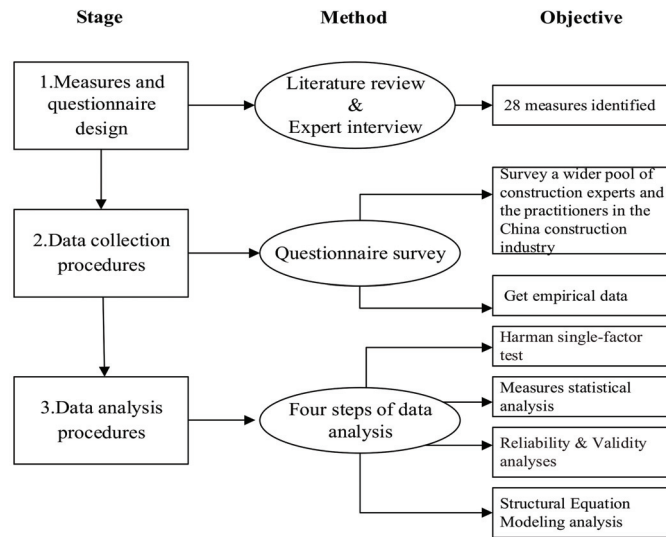 Stage
Method
Objective
1.Measures and
questionnaire
design
Literature review
&
Expert interview
28 measures identified
2.Data collection
procedures
Questionnaire survey
Survey a wider pool of
construction experts and
the practitioners in the
China construction
industry
Get empirical data
3.Data analysis
procedures
Four steps of data
analysis
Harman single-factor
test
Measures statistical
analysis
Reliability & Validity
analyses
Structural Equation
Modeling analysis